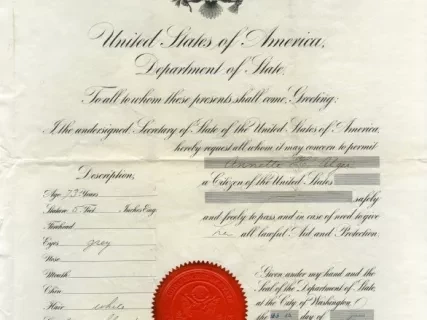 United States of America,
Department of State,
To all to whom these presents shall come, Greeting:
I the undersigned, Secretary of State of the United States of America,
hereby request all whom it may concern to permit
Annette
Description,
a Citizen of the United States
Age 73 Years
safely
Stature 5 Feet Inches Eng
and freely to pass, and in case of need to give
Forehead
her all lawful Aid and Protection.
Eyes grey
Nose
Mouth
Given under my hand and the
Chin
Seal of the Department of State,
Hair white
at the City of Washington
day of